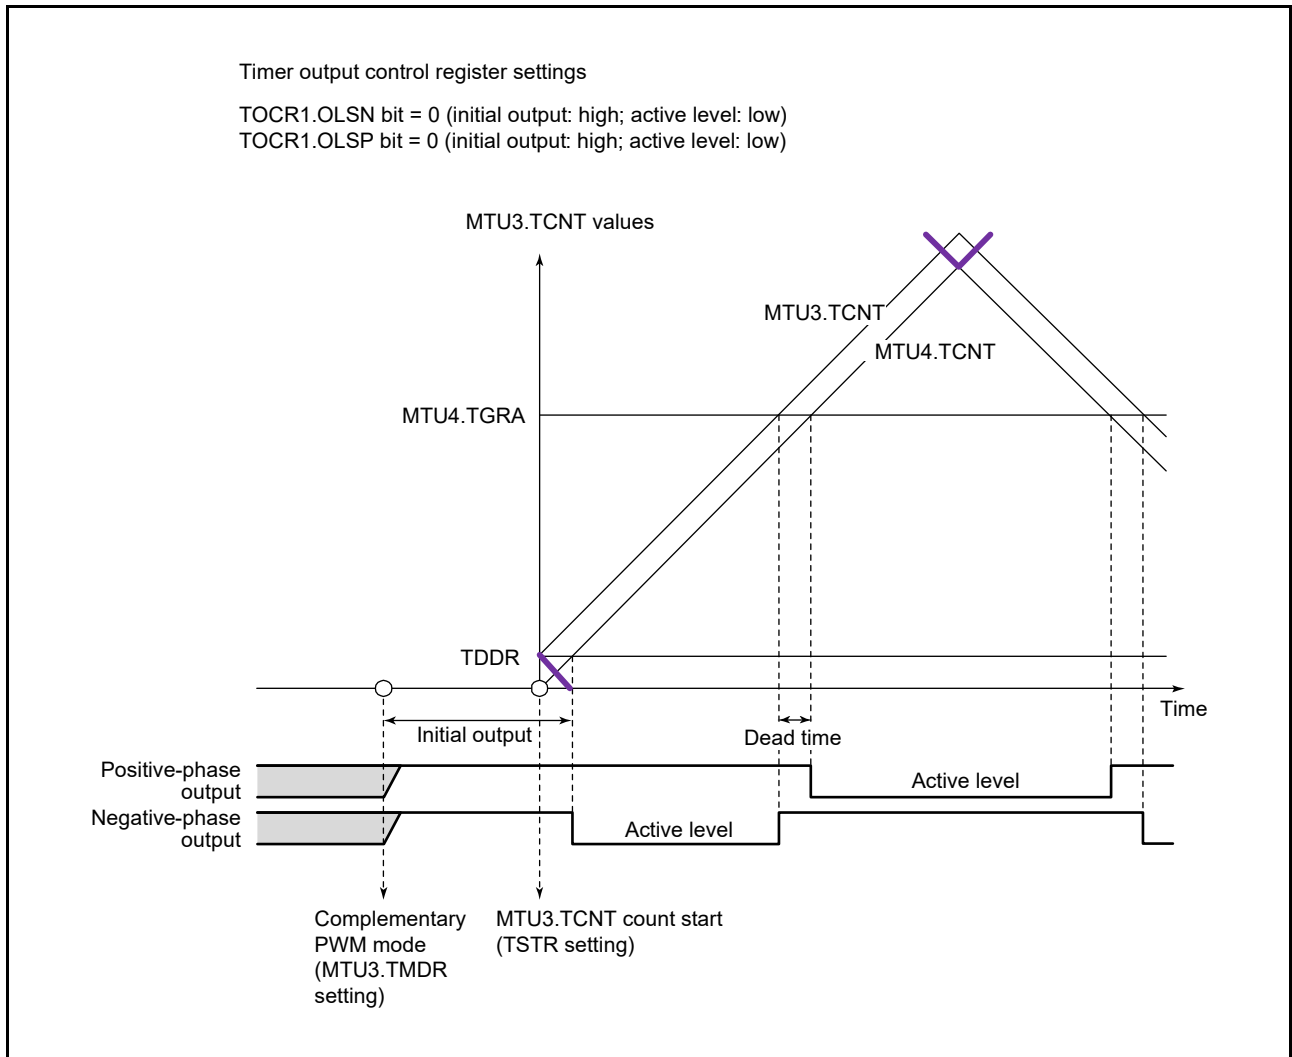 Timer output control register settings
TOCR1.OLSN bit = 0 (initial output: high; active level: low)
TOCR1.OLSP bit = 0 (initial output: high; active level: low)
MTU3.TCNT values
MTU3.TCNT
MTU4.TCNT
MTU4.TGRA
TDDR
Time
Initial output
Dead time
Positive-phase
output
Active level
Negative-phase
output
Active level
Complementary
PWM mode
(MTU3.TMDR
setting)
MTU3.TCNT count start
(TSTR setting)